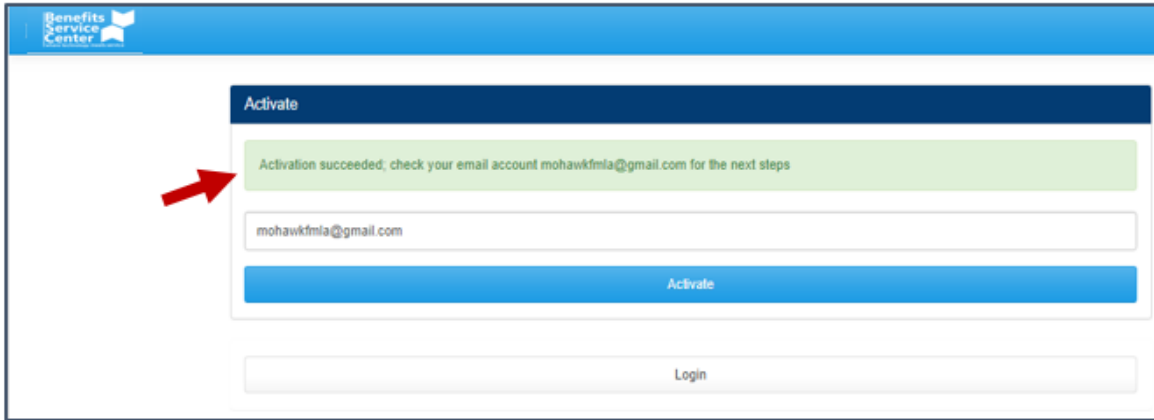 Benefits
Service
Center
Activate
Activation succeeded; check your email account mohawkfmla@gmail.com for the next steps
mohawkfmla@gmail.com
Activate
Login